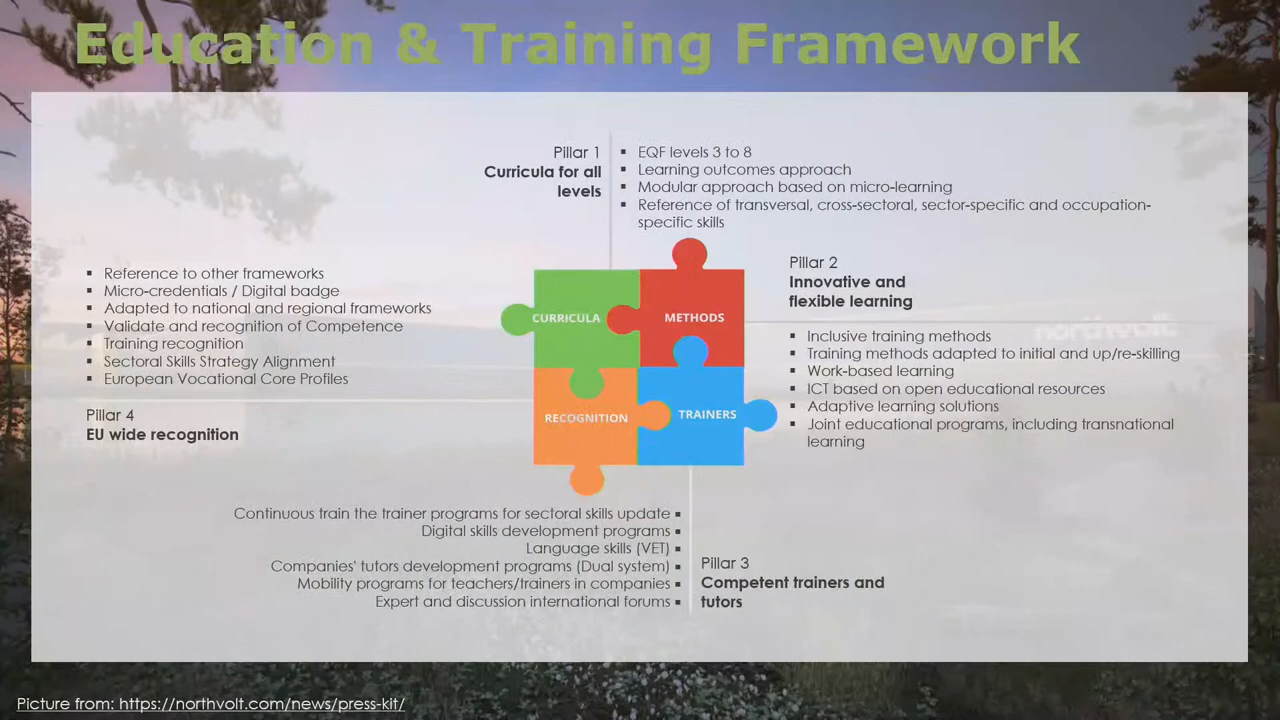 Education & Training Framework
Pillar 1
Curricula for all
levels
▪ EQF levels 3 to 8
▪ Learning outcomes approach
▪ Modular approach based on micro-learning
▪ Reference of transversal, cross-sectoral, sector-specific and occupation-
specific skills
Pillar 2
Innovative and
flexible learning
▪ Inclusive training methods
▪ Training methods adapted to initial and up/re-skilling
▪ Work-based learning
▪ ICT based on open educational resources
▪ Adaptive learning solutions
▪ Joint educational programs, including transnational
learning
northvolt
▪ Reference to other frameworks
▪ Micro-credentials / Digital badge
▪ Adapted to national and regional frameworks
▪ Validate and recognition of Competence
▪ Training recognition
▪ Sectoral Skills Strategy Alignment
▪ European Vocational Core Profiles
Pillar 4
EU wide recognition
CURRICULA
METHODS
RECOGNITION
TRAINERS
Continuous train the trainer programs for sectoral skills update ▪
Digital skills development programs ▪
Language skills (VET) ▪
Companies' tutors development programs (Dual system) ▪
Mobility programs for teachers/trainers in companies ▪
Expert and discussion international forums ▪
Pillar 3
Competent trainers and
tutors
Picture from: https://northvolt.com/news/press-kit/